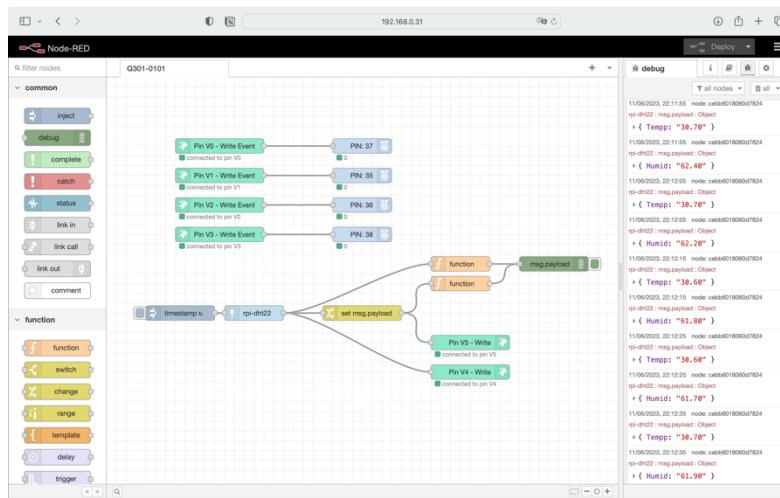 192.168.0.31
Node-RED
Deploy
filter nodes
Q301-0101
debug
all nodes
all
common
inject
debug
complete
catch
status
link in
link call
link out
comment
function
function
switch
change
range
template
delay
trigger
Pin V0 - Write Event
connected to pin V0
PIN: 37
0
Pin V1 - Write Event
connected to pin V1
PIN: 35
0
Pin V2 - Write Event
connected to pin V2
PIN: 36
0
Pin V3 - Write Event
connected to pin V3
PIN: 38
0
function
msg.payload
function
timestamp ↻
rpi-dht22
set msg.payload
Pin V5 - Write
connected to pin V5
Pin V4 - Write
connected to pin V4
11/06/2023, 22:11:55 node: cebb6018060d7824
rpi-dht22 : msg.payload : Object
{ Tempp: "30.70" }
11/06/2023, 22:11:55 node: cebb6018060d7824
rpi-dht22 : msg.payload : Object
{ Humid: "62.40" }
11/06/2023, 22:12:05 node: cebb6018060d7824
rpi-dht22 : msg.payload : Object
{ Tempp: "30.70" }
11/06/2023, 22:12:05 node: cebb6018060d7824
rpi-dht22 : msg.payload : Object
{ Humid: "62.20" }
11/06/2023, 22:12:15 node: cebb6018060d7824
rpi-dht22 : msg.payload : Object
{ Tempp: "30.60" }
11/06/2023, 22:12:15 node: cebb6018060d7824
rpi-dht22 : msg.payload : Object
{ Humid: "61.80" }
11/06/2023, 22:12:25 node: cebb6018060d7824
rpi-dht22 : msg.payload : Object
{ Tempp: "30.60" }
11/06/2023, 22:12:25 node: cebb6018060d7824
rpi-dht22 : msg.payload : Object
{ Humid: "61.70" }
11/06/2023, 22:12:35 node: cebb6018060d7824
rpi-dht22 : msg.payload : Object
{ Tempp: "30.70" }
11/06/2023, 22:12:35 node: cebb6018060d7824
rpi-dht22 : msg.payload : Object
{ Humid: "61.90" }